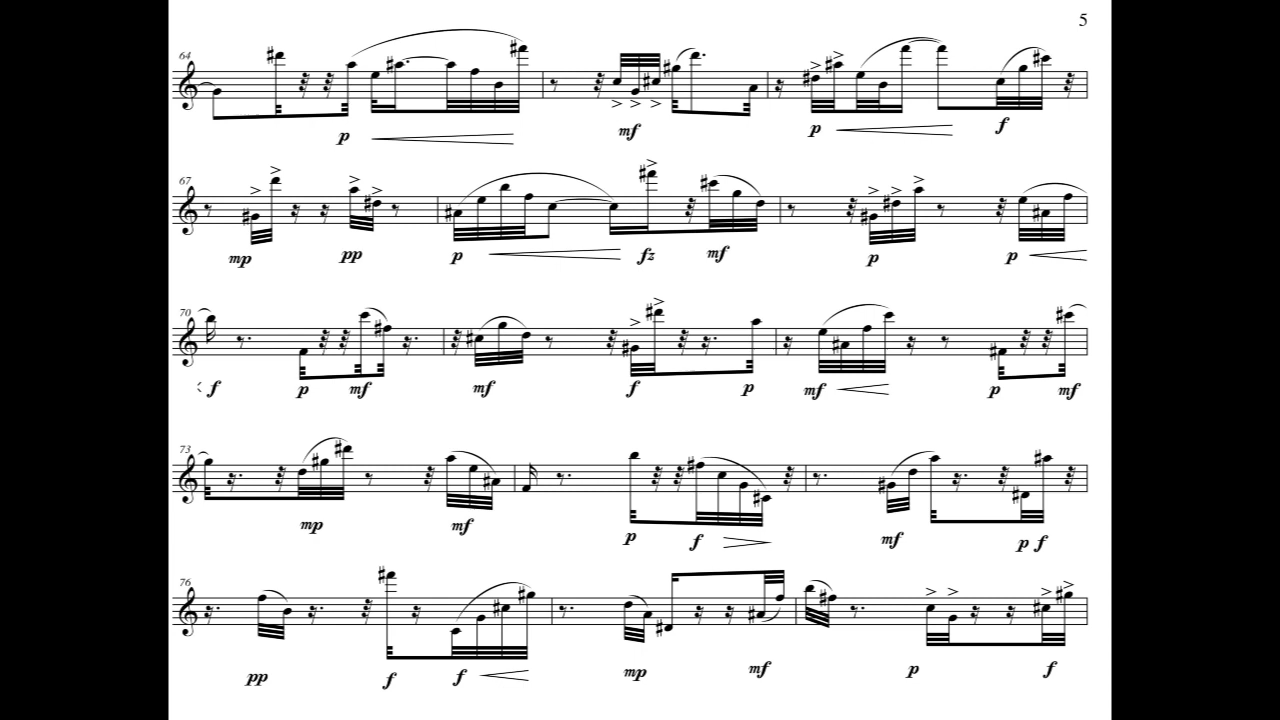 5
64
p mf p f
67
mp pp p fz mf p p
70
f p mf mf f p mf p mf
73
mp mf p f mf p f
76
pp f f mp mf p f